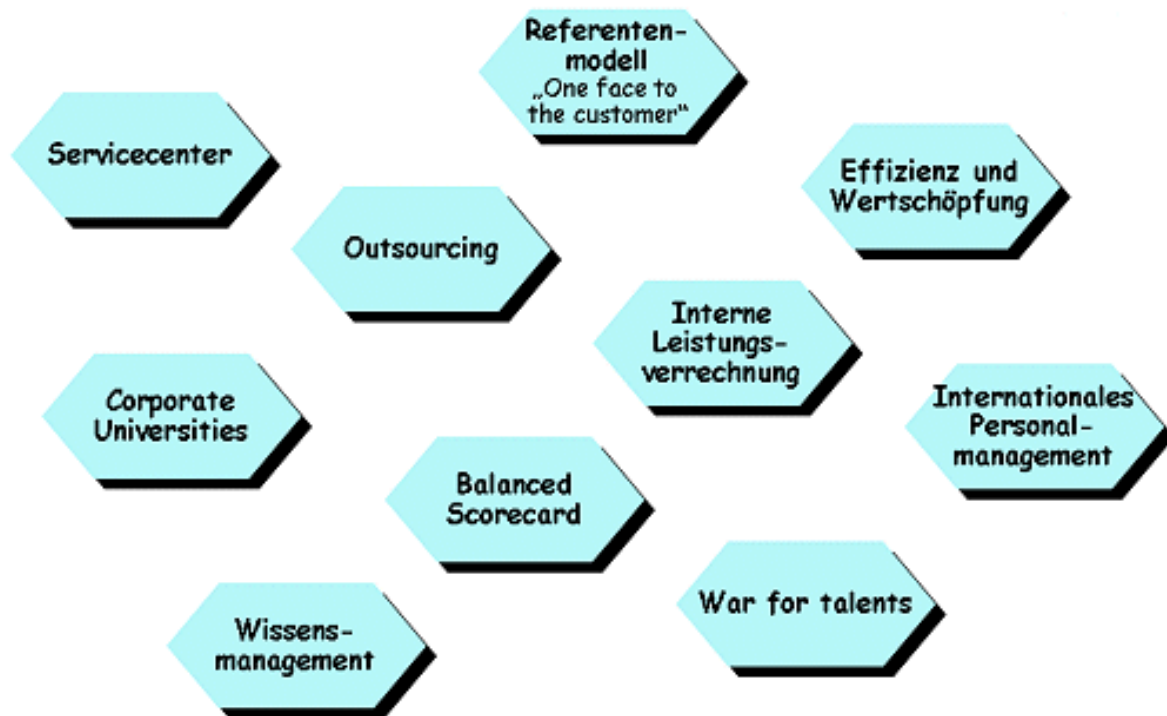 Referenten-
modell
„One face to
the customer“
Servicecenter
Effizienz und
Wertschöpfung
Outsourcing
Interne
Leistungs-
verrechnung
Corporate
Universities
Internationales
Personal-
management
Balanced
Scorecard
War for talents
Wissens-
management